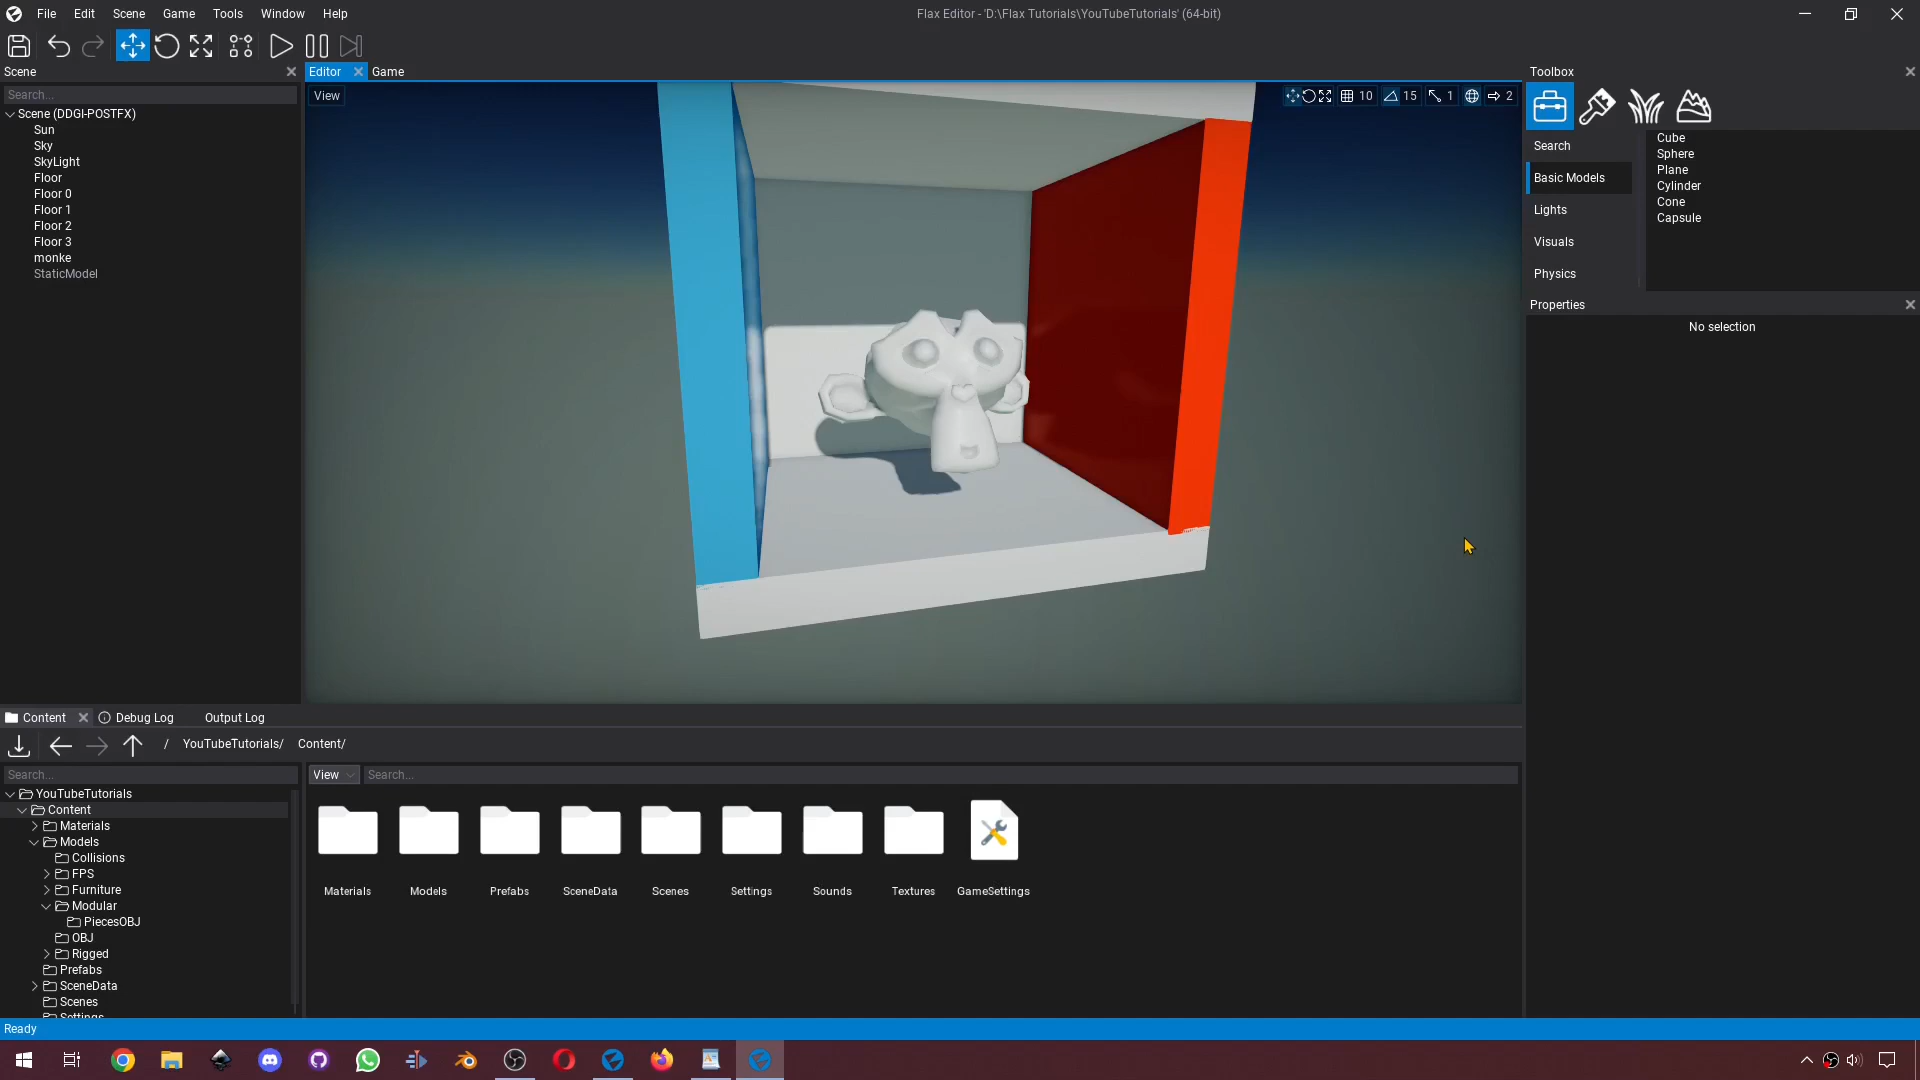 File Edit Scene Game Tools Window Help
Flax Editor - 'D:\Flax Tutorials\YouTubeTutorials' (64-bit)
Scene
Search...
Scene (DDGI-POSTFX)
Sun
Sky
SkyLight
Floor
Floor 0
Floor 1
Floor 2
Floor 3
monke
StaticModel
Editor
Game
View
10
15
1
2
Toolbox
Search
Basic Models
Lights
Visuals
Physics
Cube
Sphere
Plane
Cylinder
Cone
Capsule
Properties
No selection
Content
Debug Log
Output Log
/ YouTubeTutorials/ Content/
Search...
YouTubeTutorials
Content
Materials
Models
Collisions
FPS
Furniture
Modular
PiecesOBJ
OBJ
Rigged
Prefabs
SceneData
Scenes
Settings
View
Search...
Materials
Models
Prefabs
SceneData
Scenes
Settings
Sounds
Textures
GameSettings
Ready